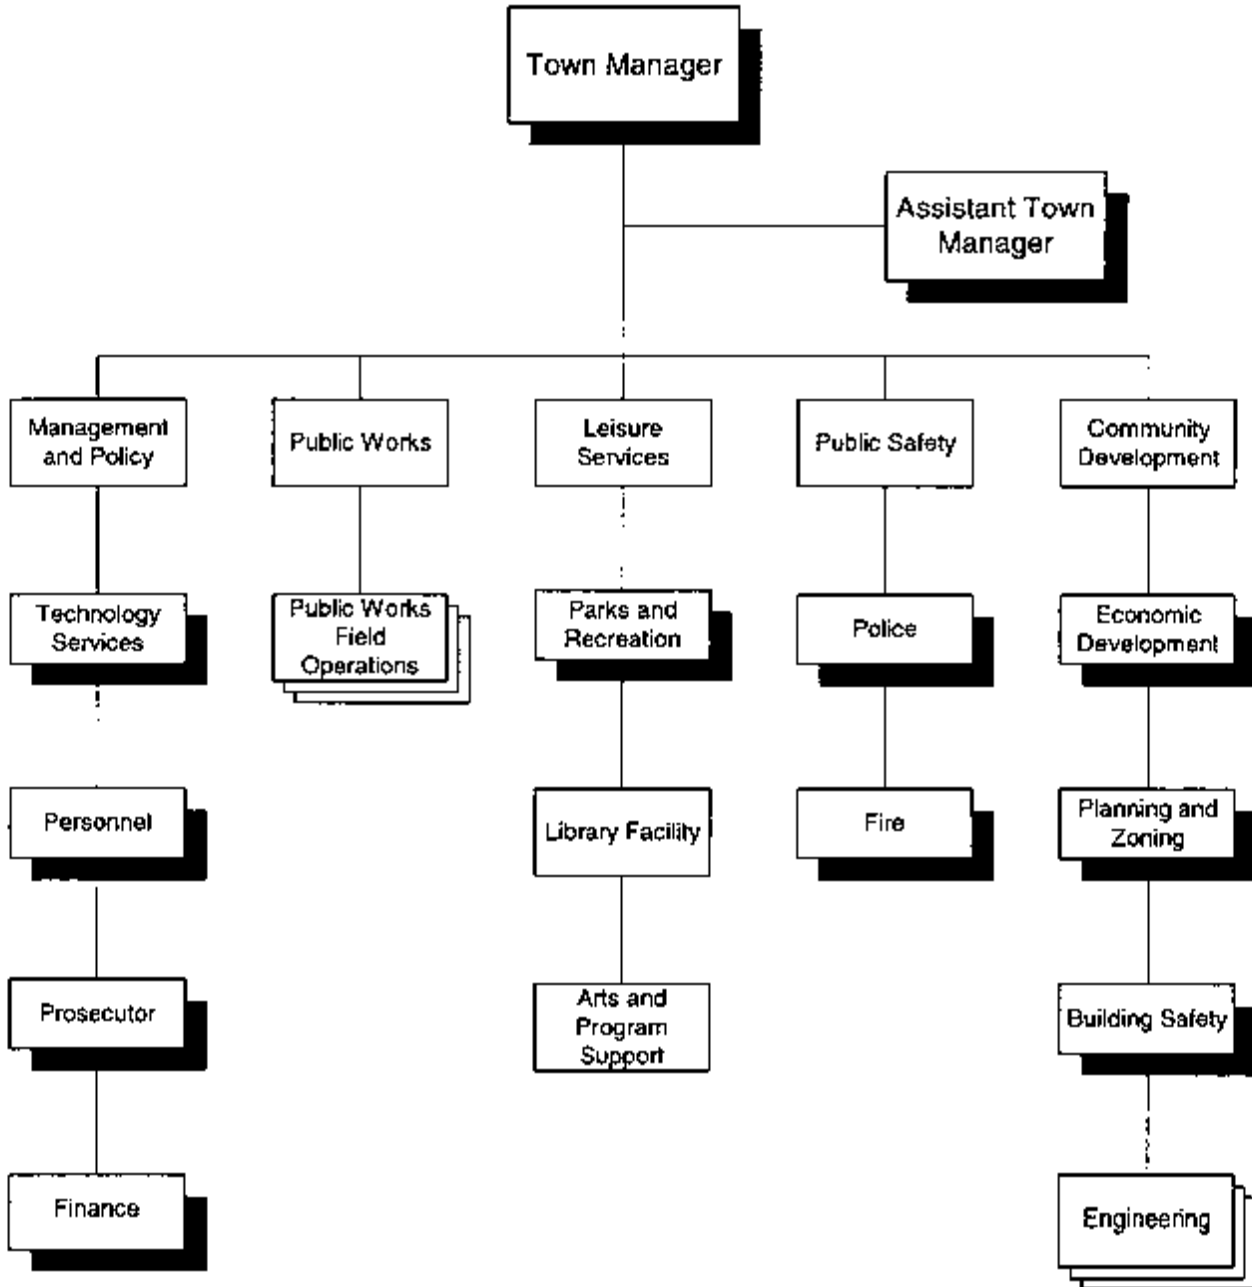 Town Manager
Assistant Town
Manager
Management
and Policy
Public Works
Leisure
Services
Public Safety
Community
Development
Technology
Services
Public Works
Field
Operations
Parks and
Recreation
Police
Economic
Development
Personnel
Library Facility
Fire
Planning and
Zoning
Prosecutor
Arts and
Program
Support
Building Safety
Finance
Engineering